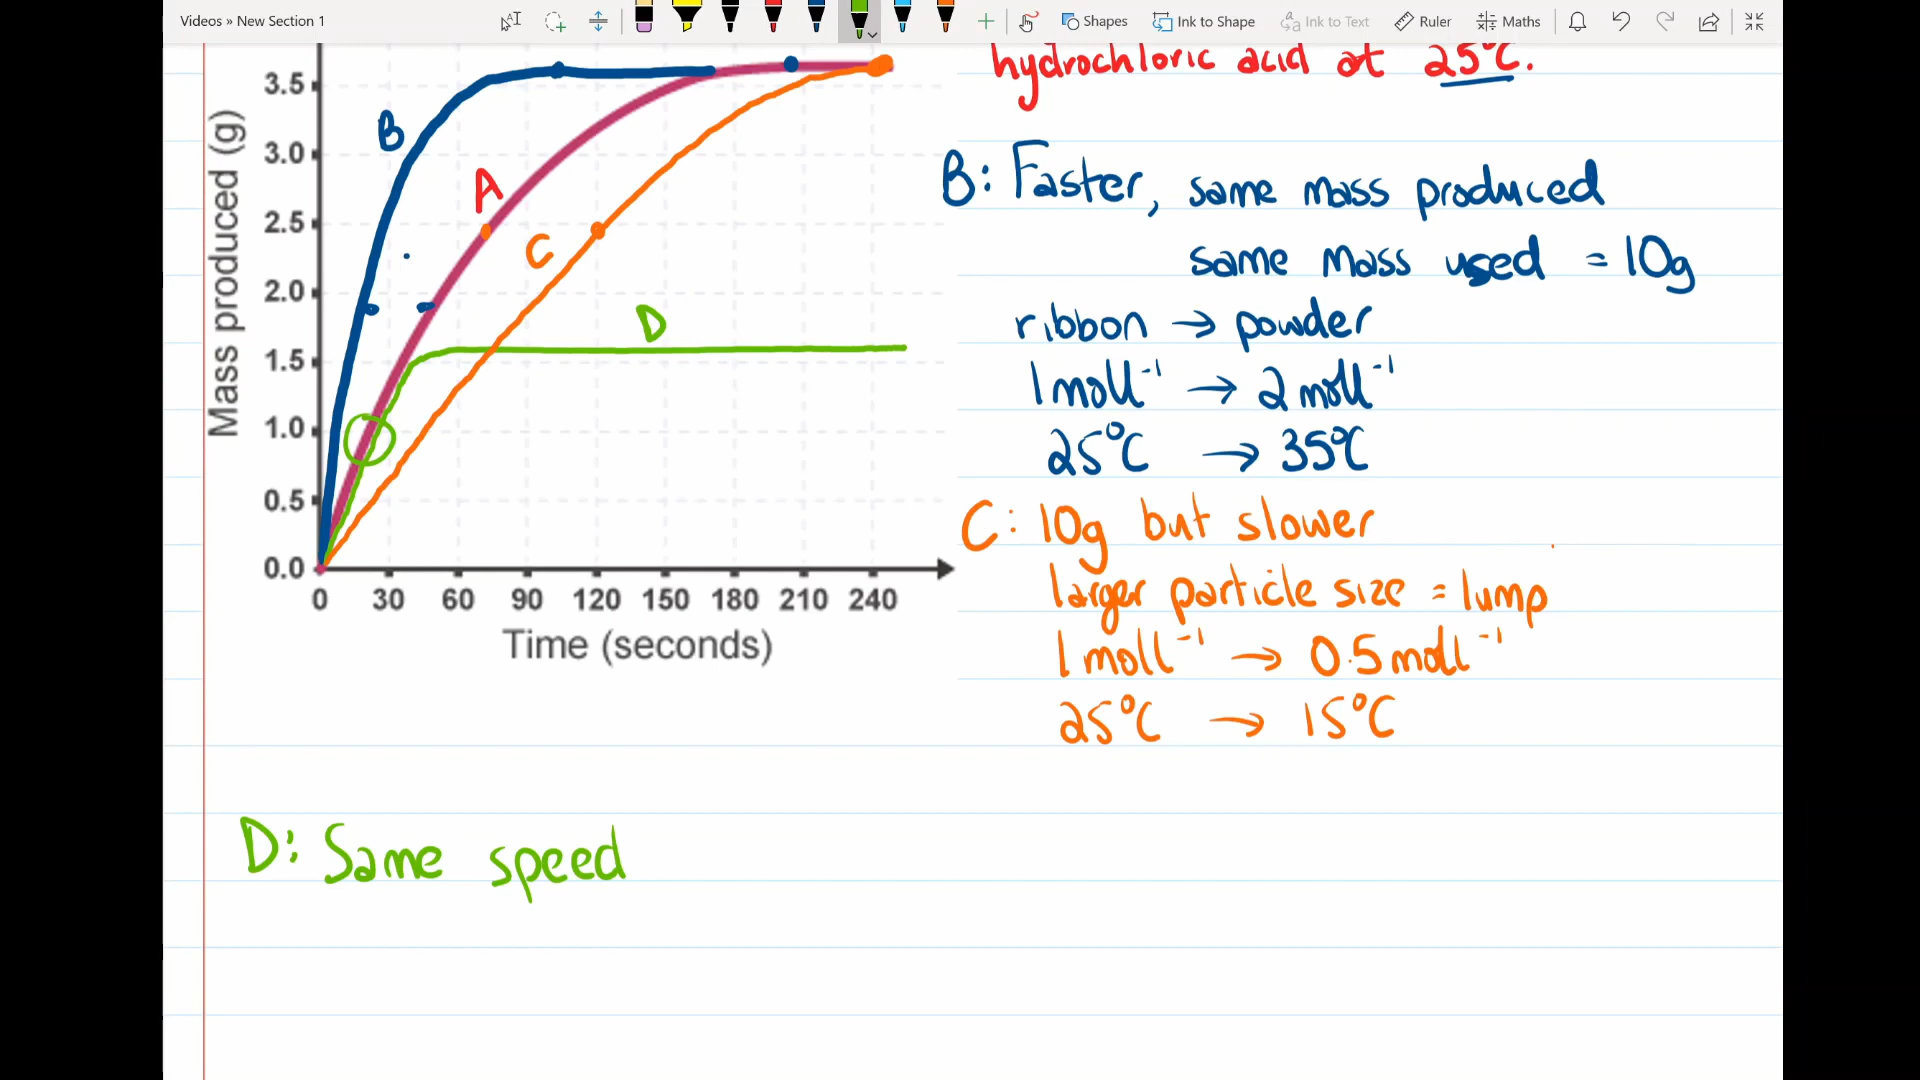 Videos » New Section 1
Shapes
Ink to Shape
Ink to Text
Ruler
Maths
hydrochloric acid at 25°C.
Mass produced (g)
3.5
3.0
2.5
2.0
1.5
1.0
0.5
0.0
0 30 60 90 120 150 180 210 240
Time (seconds)
B
A
C
D
B: Faster, same mass produced
same mass used = 10g
ribbon → powder
1 moll⁻¹ → 2 moll⁻¹
25°C → 35°C
C: 10g but slower
larger particle size = lump
1 moll⁻¹ → 0.5 moll⁻¹
25°C → 15°C
D: Same speed